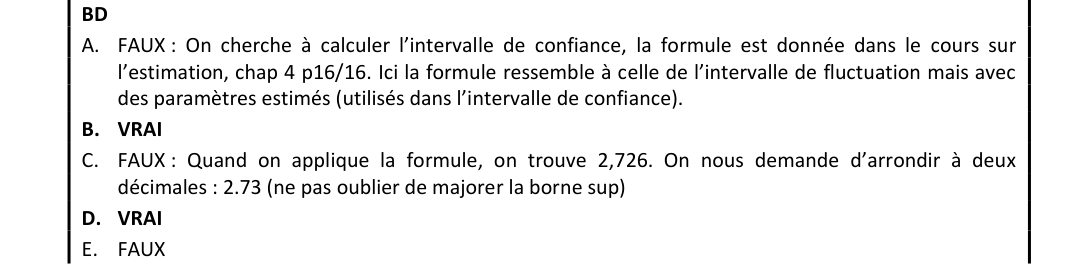 BD
A. FAUX : On cherche à calculer l’intervalle de confiance, la formule est donnée dans le cours sur
l’estimation, chap 4 p16/16. Ici la formule ressemble à celle de l’intervalle de fluctuation mais avec
des paramètres estimés (utilisés dans l’intervalle de confiance).
B. VRAI
C. FAUX : Quand on applique la formule, on trouve 2,726. On nous demande d’arrondir à deux
décimales : 2.73 (ne pas oublier de majorer la borne sup)
D. VRAI
E. FAUX